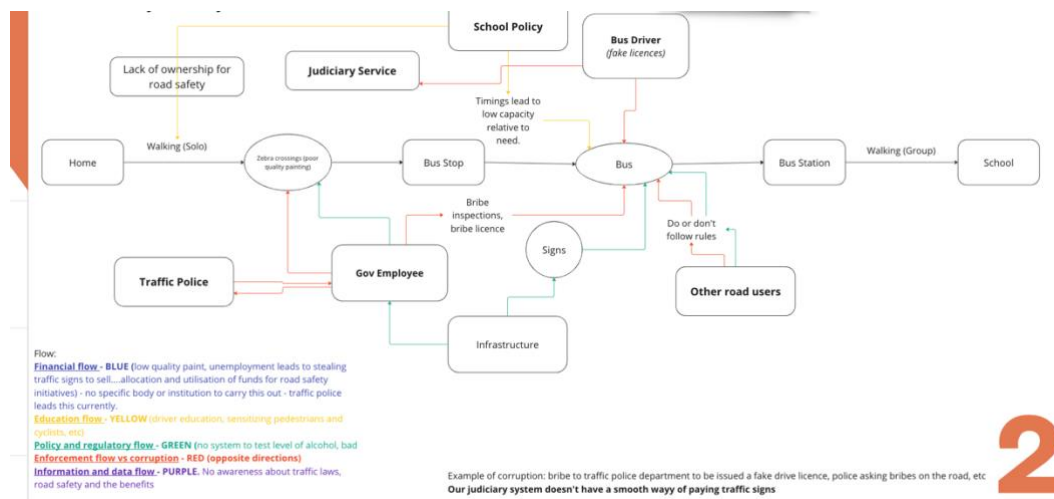 School Policy
Bus Driver
(fake licences)
Lack of ownership for
road safety
Judiciary Service
Timings lead to
low capacity
relative to
need.
Home
Walking (Solo)
Zebra crossings (poor
quality painting)
Bus Stop
Bus
Bus Station
Walking (Group)
School
Bribe
inspections,
bribe licence
Do or don't
follow rules
Signs
Traffic Police
Gov Employee
Other road users
Infrastructure
Flow:
Financial flow - BLUE (low quality paint, unemployment leads to stealing
traffic signs to sell....allocation and utilisation of funds for road safety
initiatives) - no specific body or institution to carry this out - traffic police
leads this currently.
Education flow - YELLOW (driver education, sensitizing pedestrians and
cyclists, etc)
Policy and regulatory flow - GREEN (no system to test level of alcohol, bad
Enforcement flow vs corruption - RED (opposite directions)
Information and data flow - PURPLE. No awareness about traffic laws,
road safety and the benefits
Example of corruption: bribe to traffic police department to be issued a fake drive licence, police asking bribes on the road, etc
Our judiciary system doesn't have a smooth wayy of paying traffic signs
2